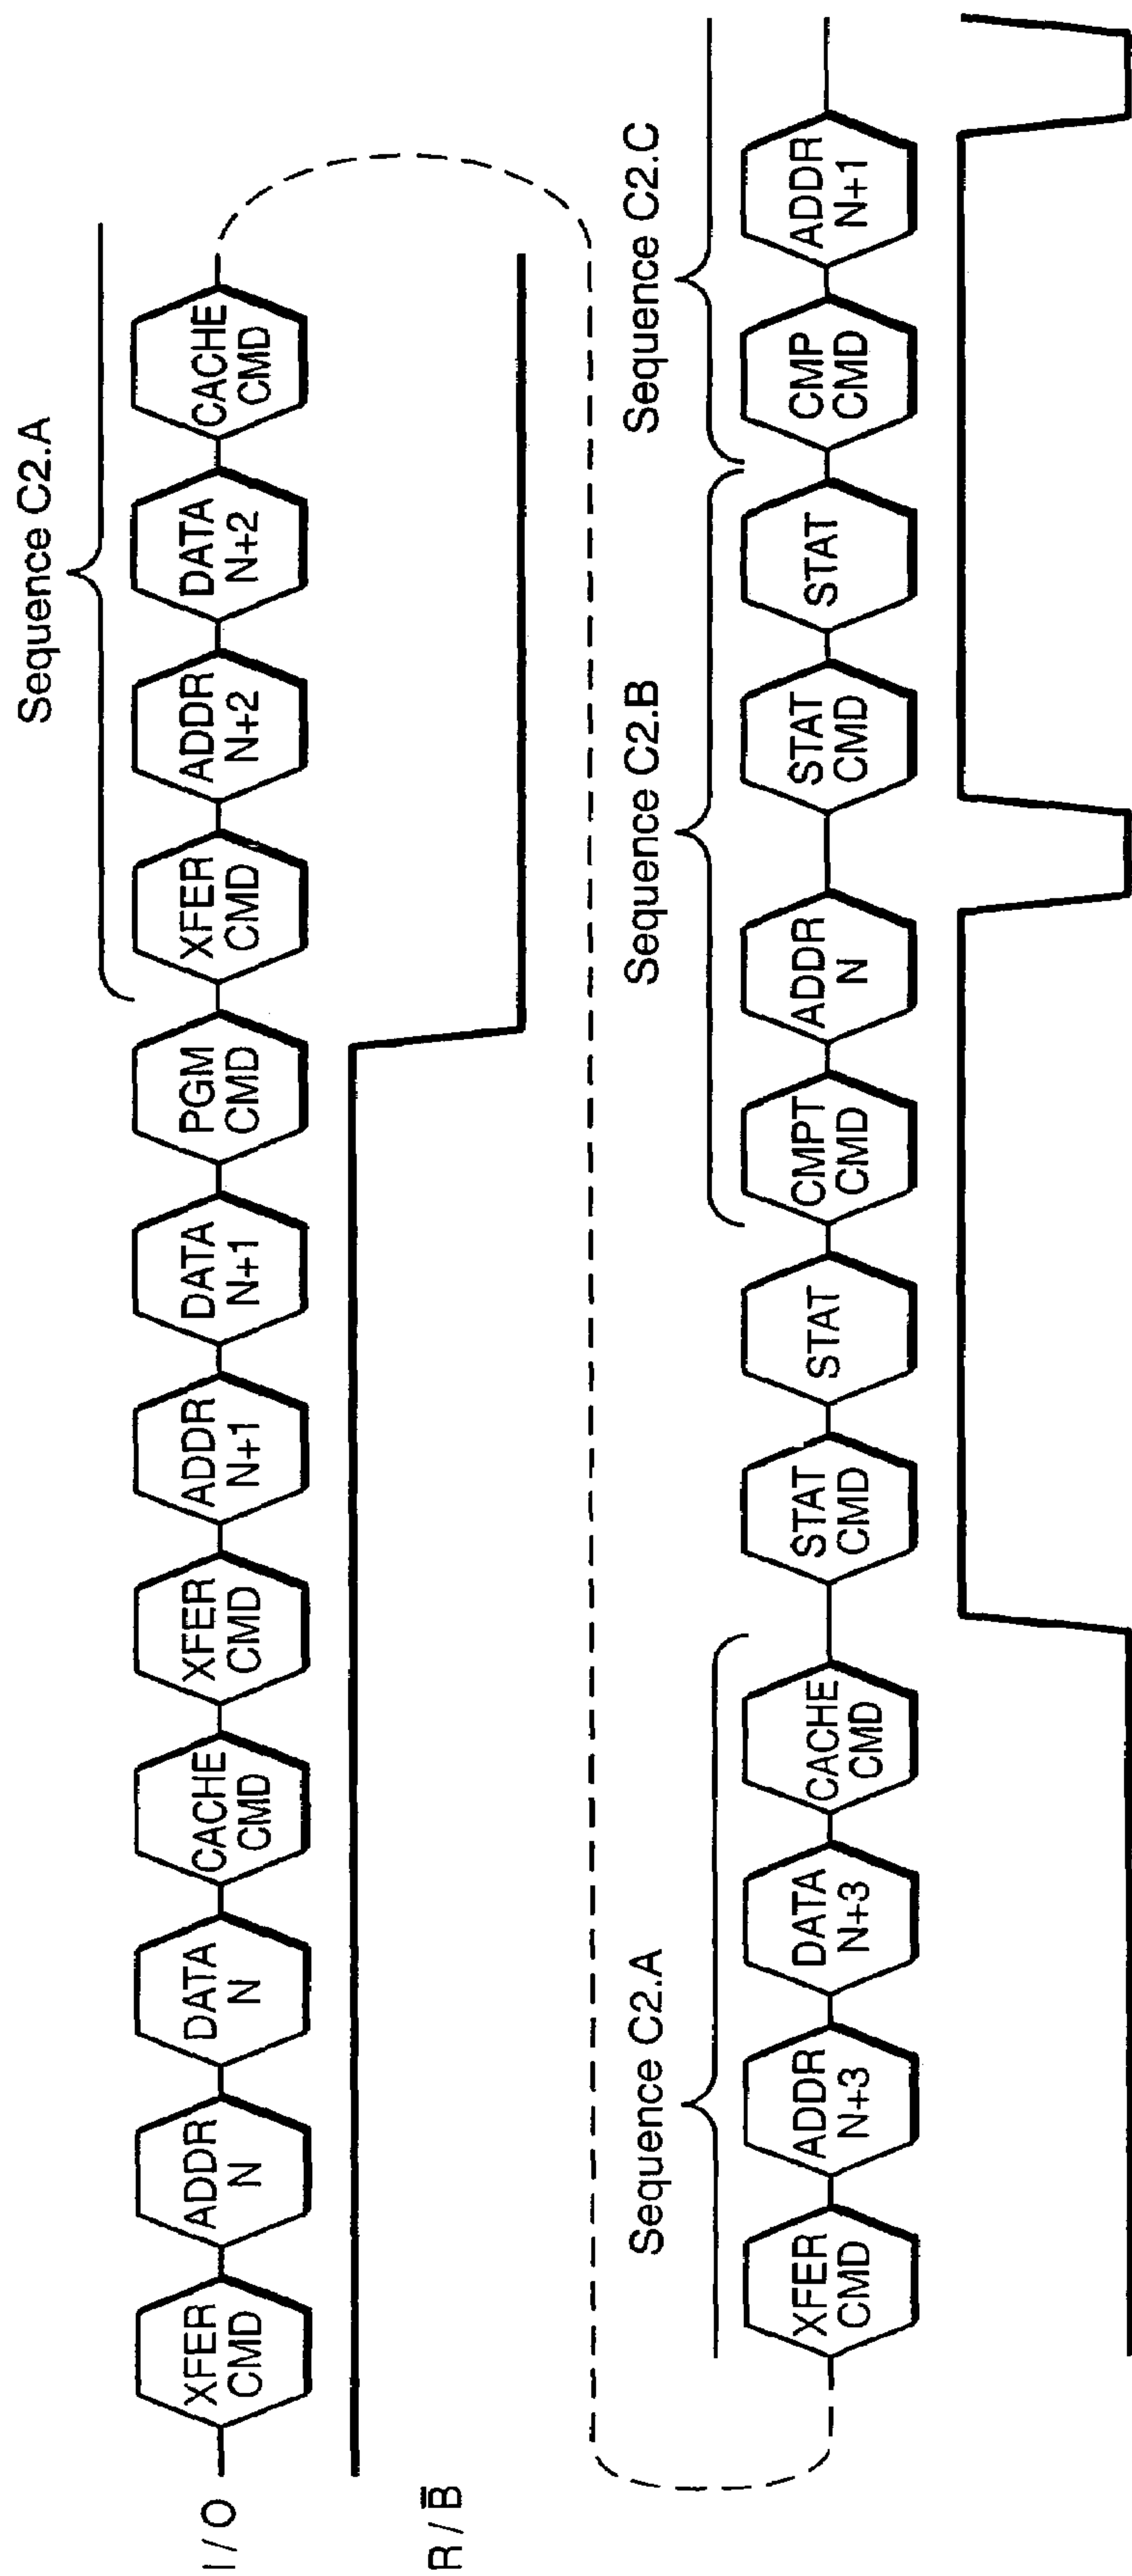 Sequence C2.A
I / O
XFER
CMD
ADDR
N
DATA
N
CACHE
CMD
XFER
CMD
ADDR
N+1
DATA
N+1
PGM
CMD
XFER
CMD
ADDR
N+2
DATA
N+2
CACHE
CMD
R / B̅
Sequence C2.A
Sequence C2.B
Sequence C2.C
XFER
CMD
ADDR
N+3
DATA
N+3
CACHE
CMD
STAT
CMD
STAT
CMPT
CMD
ADDR
N
STAT
CMD
STAT
CMP
CMD
ADDR
N+1